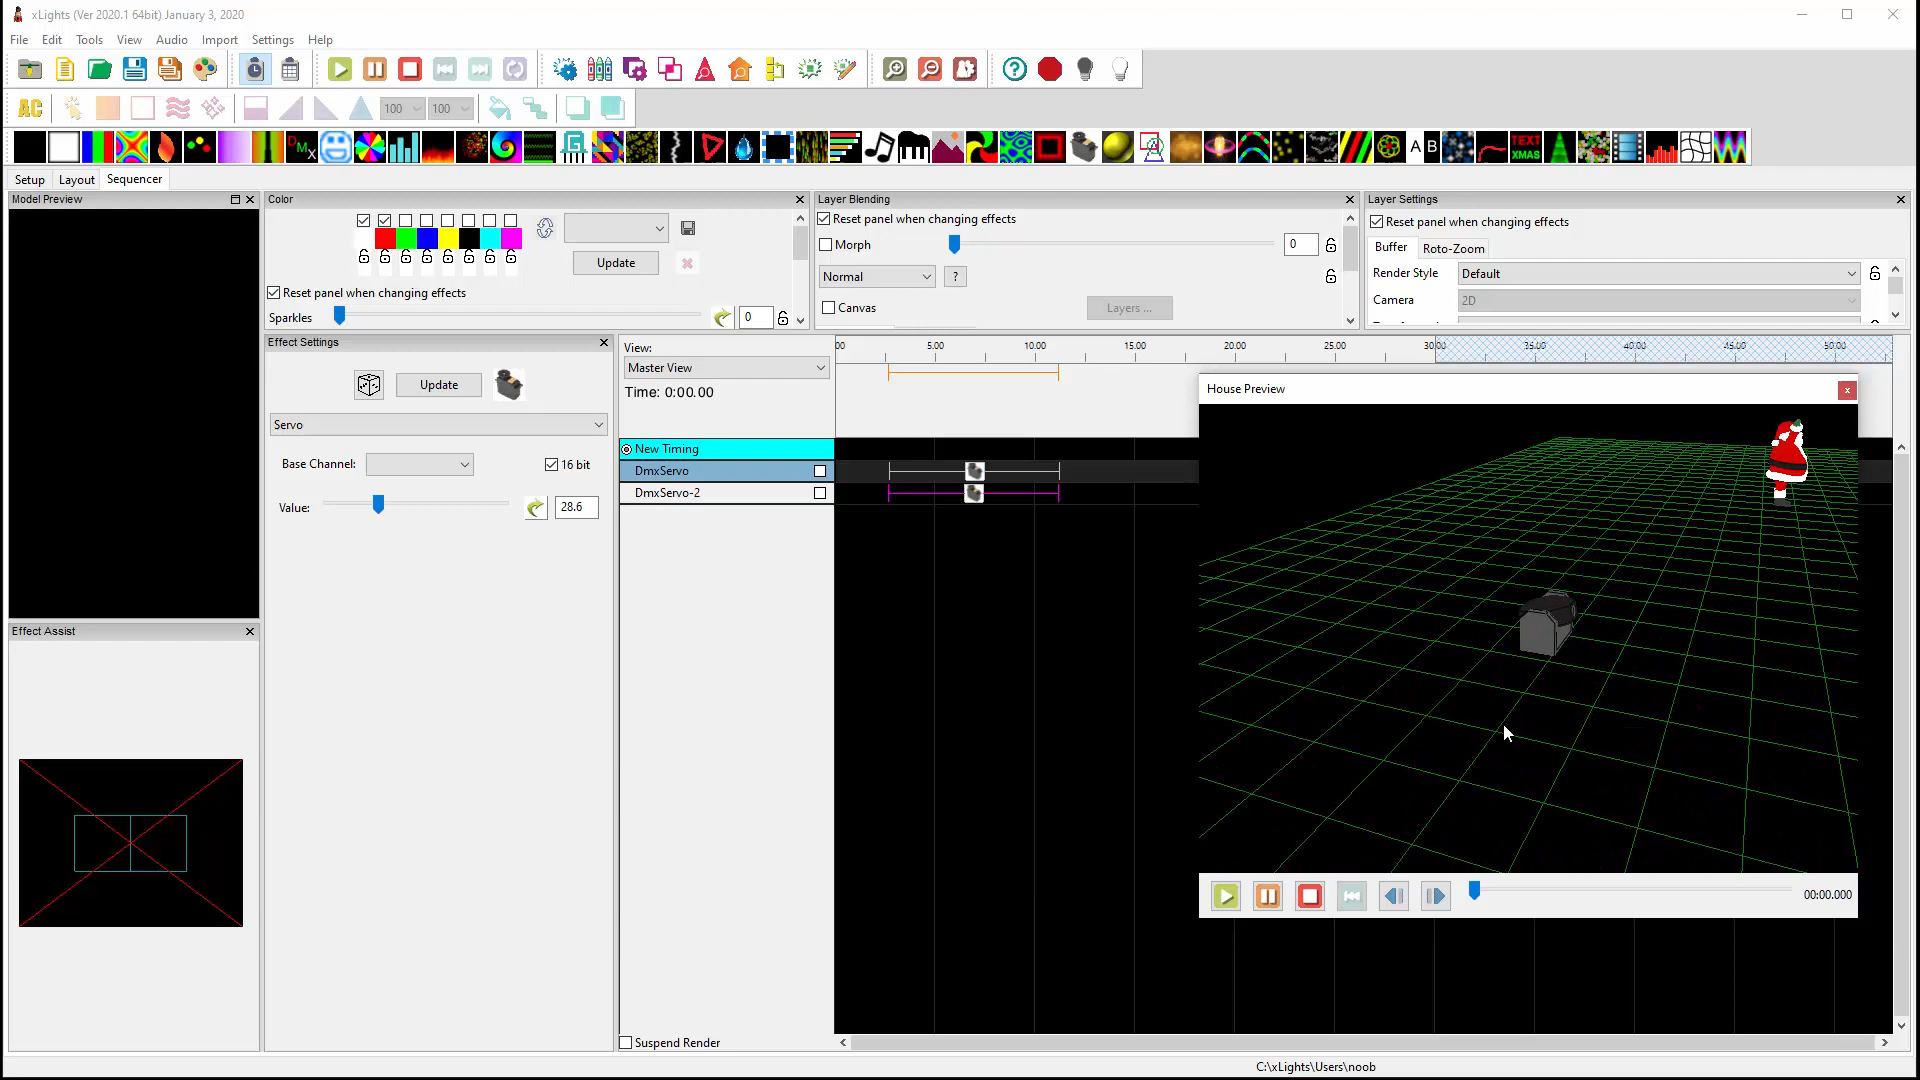 xLights (Ver 2020.1 64bit) January 3, 2020
File Edit Tools View Audio Import Settings Help
AC 100 100
DMX A B TEXT XMAS
Setup Layout Sequencer
Model Preview
Color
Layer Blending
Layer Settings
Reset panel when changing effects
Reset panel when changing effects
Morph 0
Buffer Roto-Zoom
Update
Render Style Default
Normal ?
Reset panel when changing effects
Camera 2D
Canvas Layers ...
Sparkles 0
Effect Settings
View:
00 5.00 10.00 15.00 20.00 25.00 30.00 35.00 40.00 45.00 50.00
Master View
Update
Time: 0:00.00
House Preview
Servo
New Timing
Base Channel: 16 bit
DmxServo
DmxServo-2
Value: 28.6
Effect Assist
00:00.000
Suspend Render
C:\xLights\Users\noob